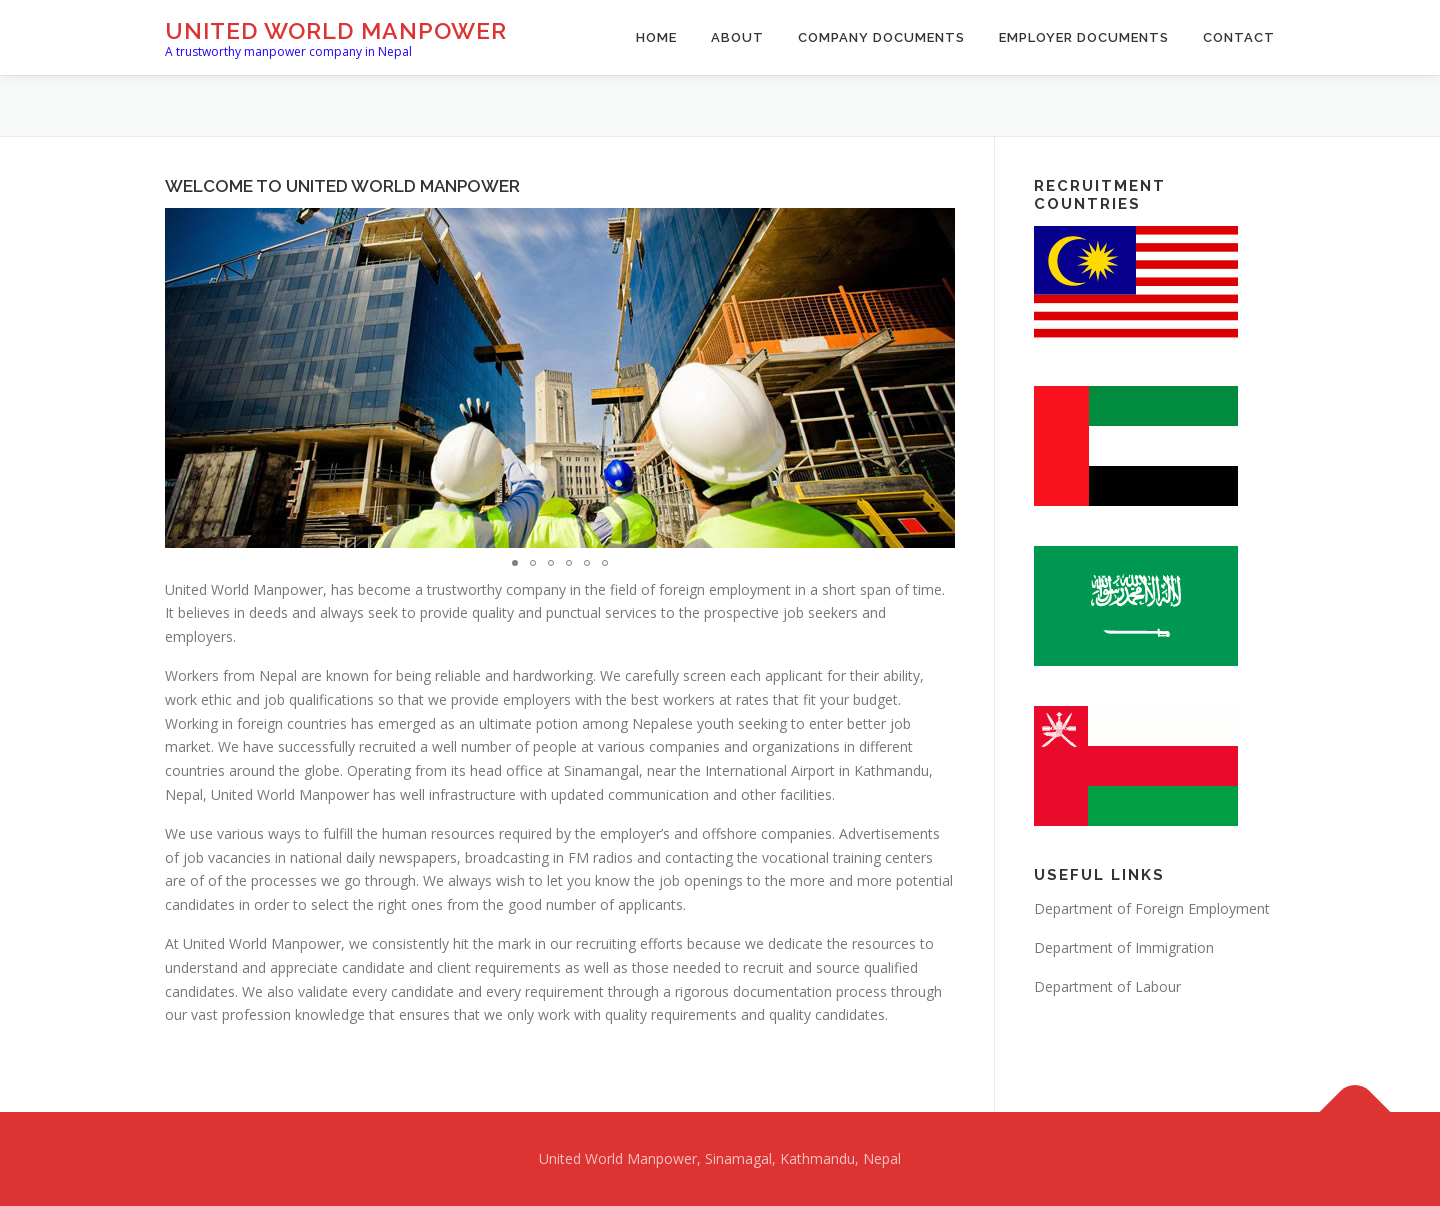 UNITED WORLD MANPOWER
A trustworthy manpower company in Nepal
HOME
ABOUT
COMPANY DOCUMENTS
EMPLOYER DOCUMENTS
CONTACT
WELCOME TO UNITED WORLD MANPOWER
United World Manpower, has become a trustworthy company in the field of foreign employment in a short span of time.
It believes in deeds and always seek to provide quality and punctual services to the prospective job seekers and
employers.
Workers from Nepal are known for being reliable and hardworking. We carefully screen each applicant for their ability,
work ethic and job qualifications so that we provide employers with the best workers at rates that fit your budget.
Working in foreign countries has emerged as an ultimate potion among Nepalese youth seeking to enter better job
market. We have successfully recruited a well number of people at various companies and organizations in different
countries around the globe. Operating from its head office at Sinamangal, near the International Airport in Kathmandu,
Nepal, United World Manpower has well infrastructure with updated communication and other facilities.
We use various ways to fulfill the human resources required by the employer’s and offshore companies. Advertisements
of job vacancies in national daily newspapers, broadcasting in FM radios and contacting the vocational training centers
are of of the processes we go through. We always wish to let you know the job openings to the more and more potential
candidates in order to select the right ones from the good number of applicants.
At United World Manpower, we consistently hit the mark in our recruiting efforts because we dedicate the resources to
understand and appreciate candidate and client requirements as well as those needed to recruit and source qualified
candidates. We also validate every candidate and every requirement through a rigorous documentation process through
our vast profession knowledge that ensures that we only work with quality requirements and quality candidates.
RECRUITMENT
COUNTRIES
USEFUL LINKS
Department of Foreign Employment
Department of Immigration
Department of Labour
United World Manpower, Sinamagal, Kathmandu, Nepal